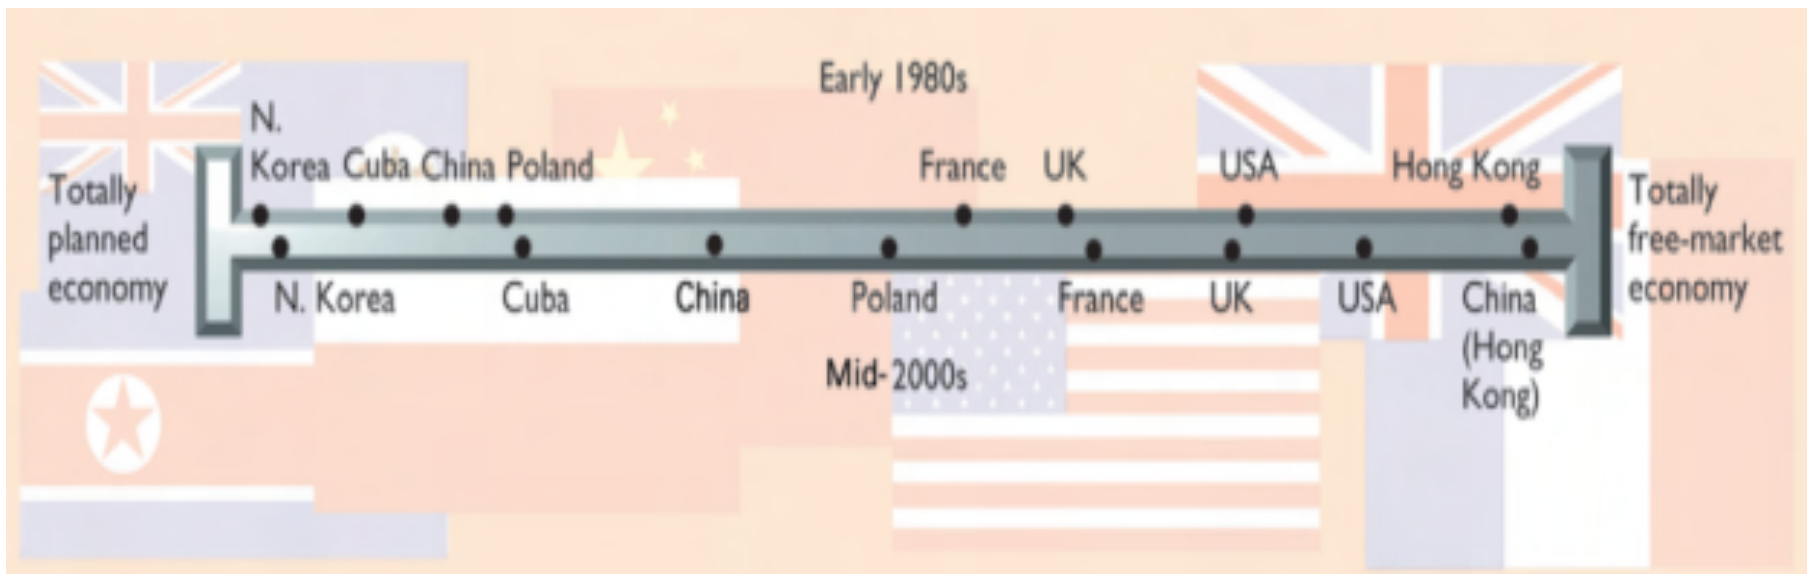 Early 1980s
N.
Korea Cuba China Poland France UK USA Hong Kong
Totally
planned
economy
Totally
free-market
economy
N. Korea Cuba China Poland France UK USA China
(Hong
Kong)
Mid-2000s